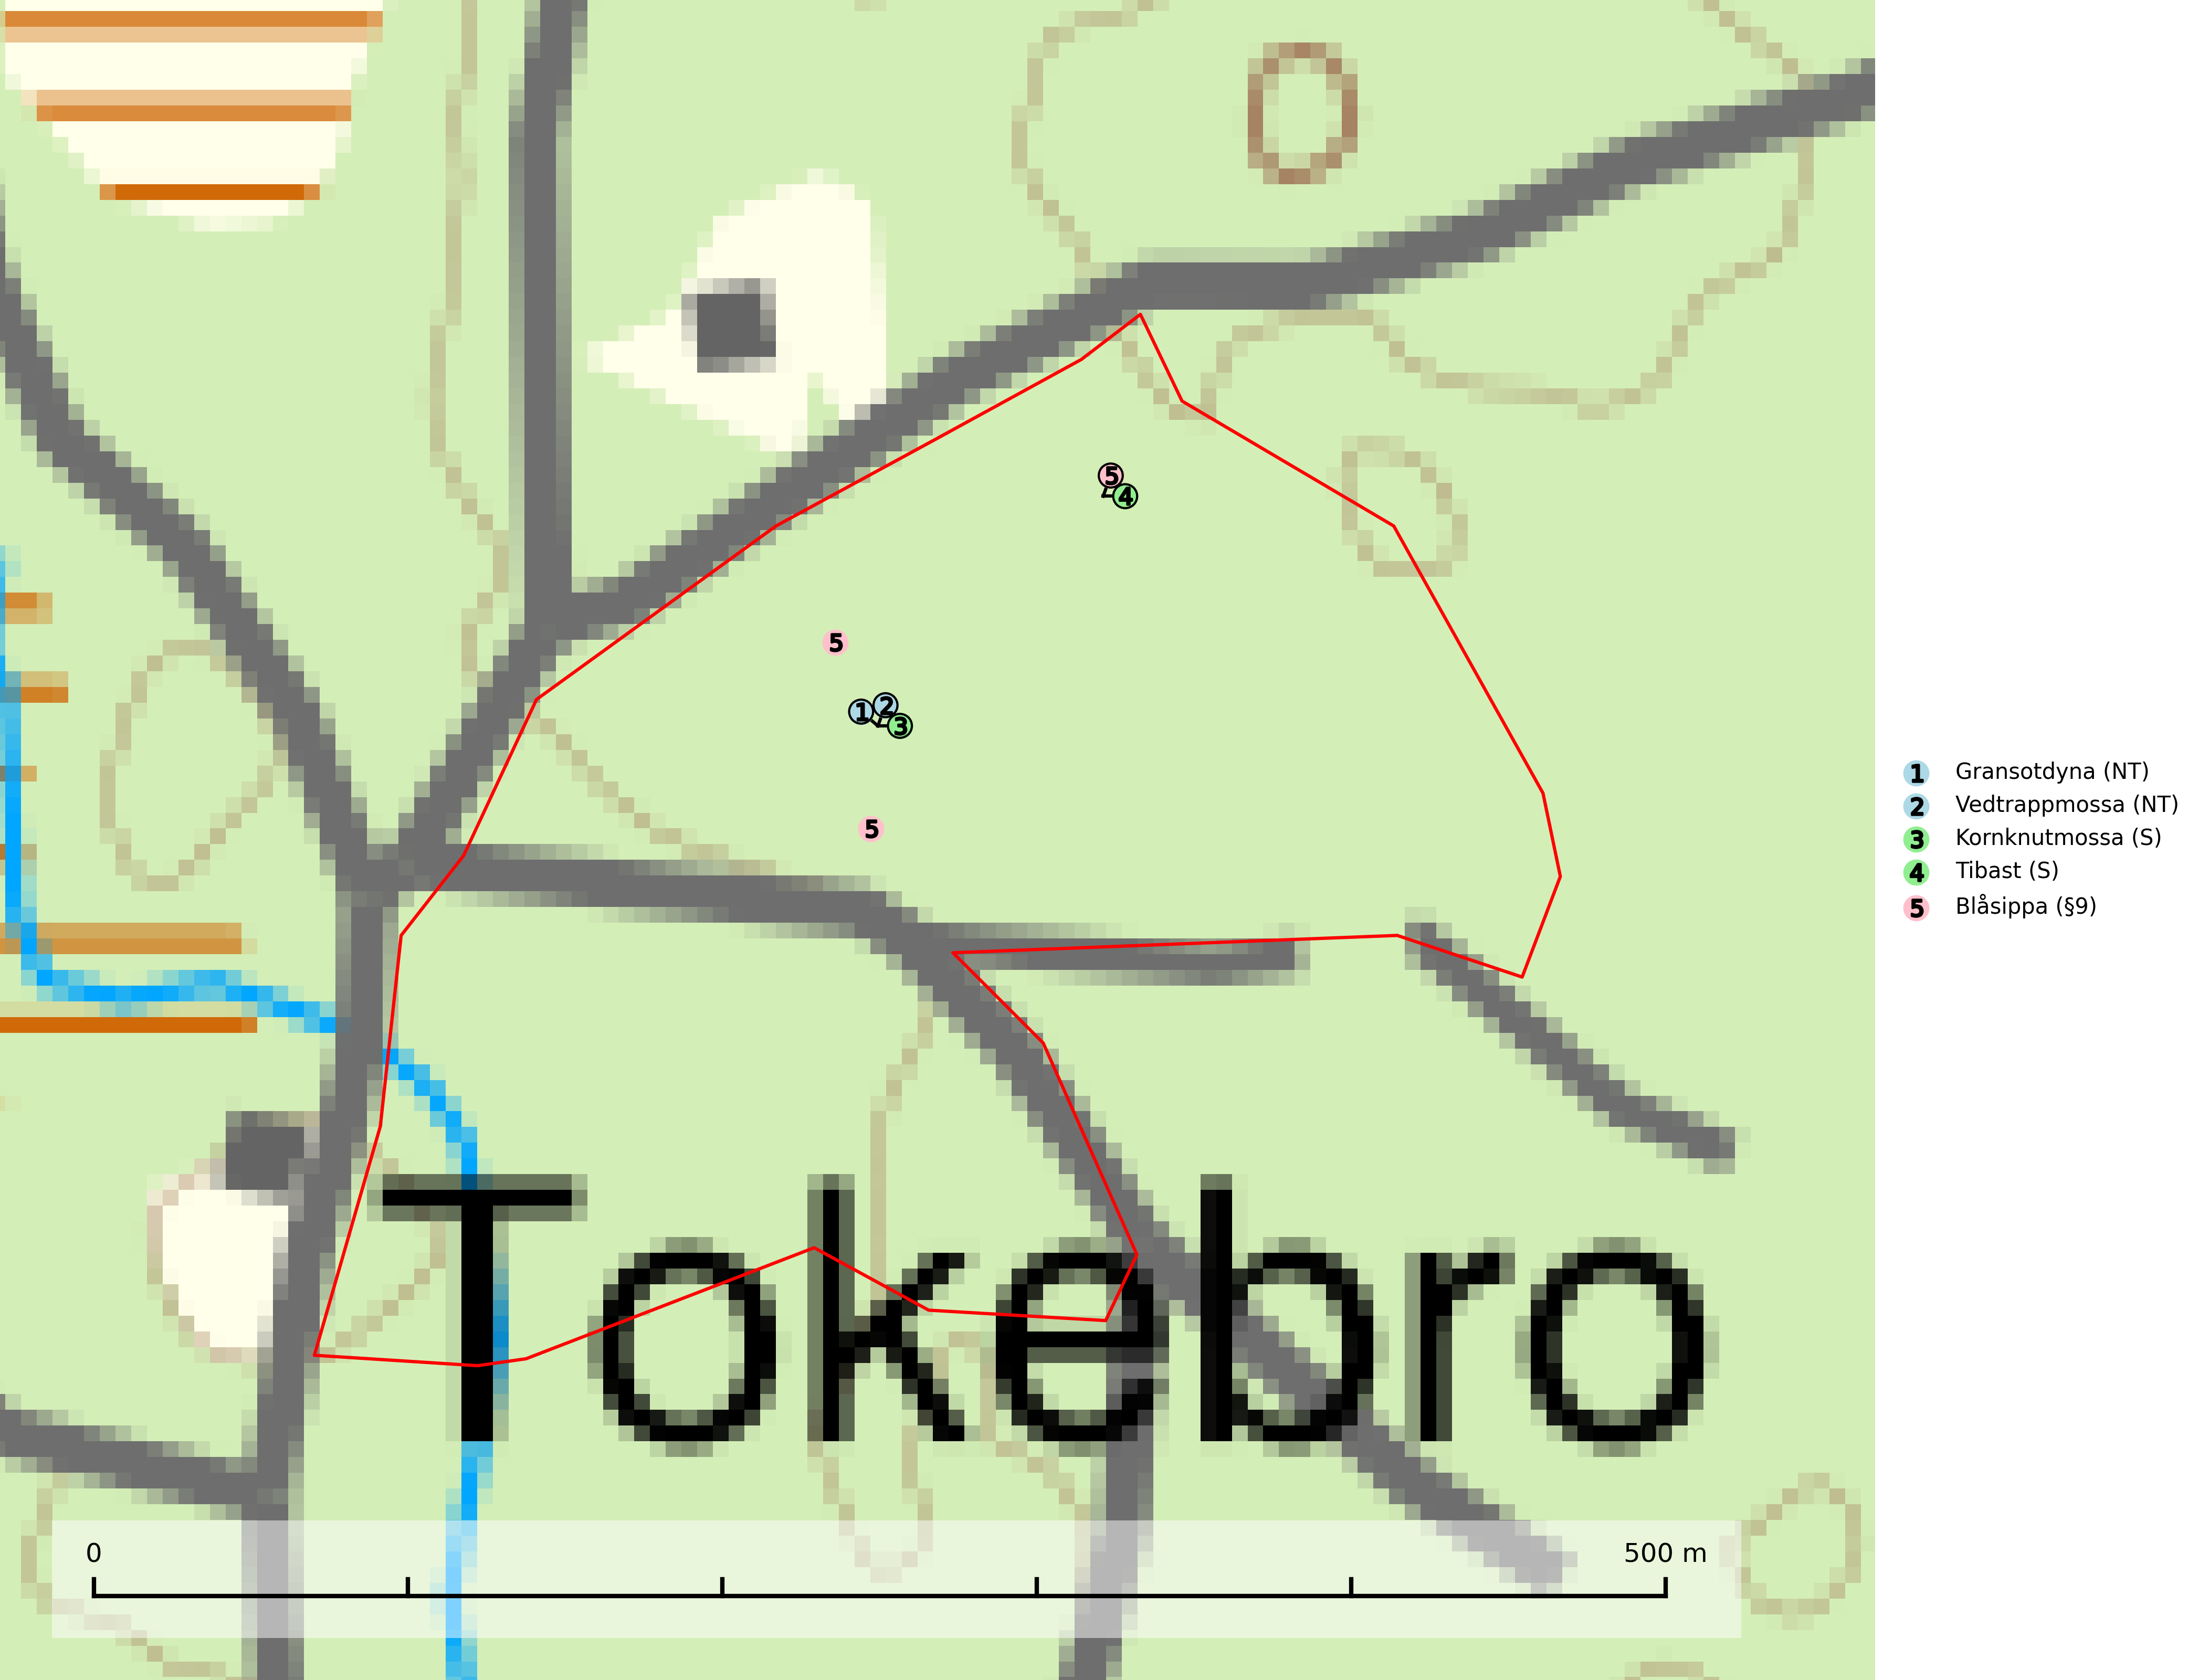 5
4
5
1 2
3
5
Tokebro
0 500 m
1 Gransotdyna (NT)
2 Vedtrappmossa (NT)
3 Kornknutmossa (S)
4 Tibast (S)
5 Blåsippa (§9)